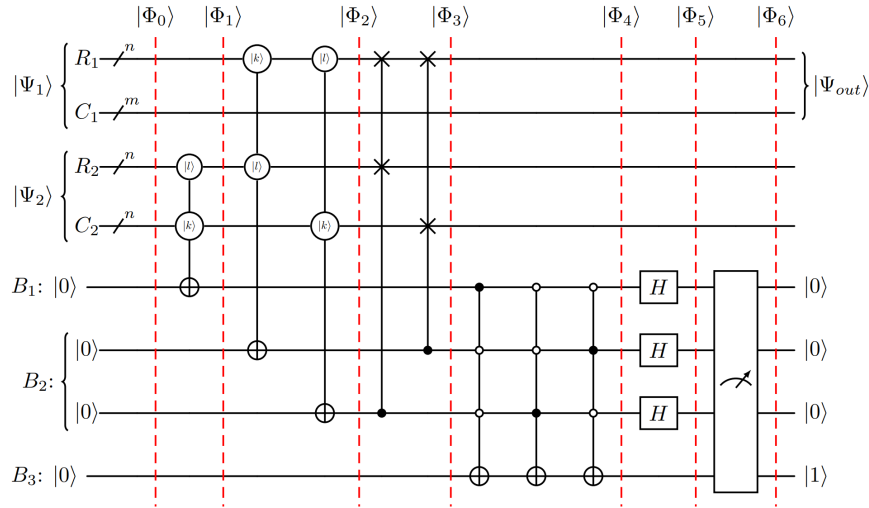 |Φ₀⟩ |Φ₁⟩ |Φ₂⟩ |Φ₃⟩ |Φ₄⟩ |Φ₅⟩ |Φ₆⟩
|Ψ₁⟩ R₁ n |k⟩ |l⟩ |Ψₒᵤₜ⟩
C₁ m
|Ψ₂⟩ R₂ n |l⟩ |l⟩
C₂ n |k⟩ |k⟩
B₁: |0⟩ H |0⟩
B₂: |0⟩ H |0⟩
|0⟩ H |0⟩
B₃: |0⟩ |1⟩